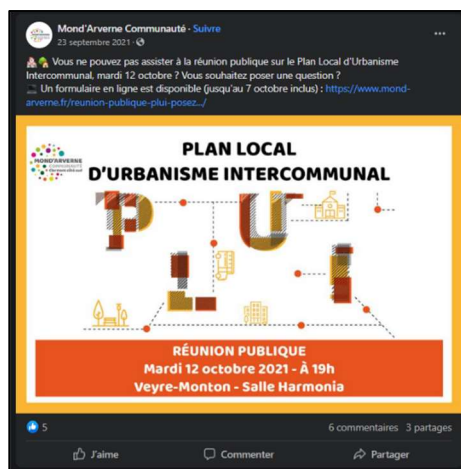 Mond'Arverne Communauté · Suivre
23 septembre 2021 ·
Vous ne pouvez pas assister à la réunion publique sur le Plan Local d'Urbanisme
Intercommunal, mardi 12 octobre ? Vous souhaitez poser une question ?
Un formulaire en ligne est disponible (jusqu'au 7 octobre inclus) : https://www.mond-
arverne.fr/reunion-publique-plui-posez.../
MOND'ARVERNE
COMMUNAUTÉ
PLAN LOCAL
D'URBANISME INTERCOMMUNAL
PLUi
RÉUNION PUBLIQUE
Mardi 12 octobre 2021 - À 19h
Veyre-Monton - Salle Harmonia
5
6 commentaires 3 partages
J'aime
Commenter
Partager